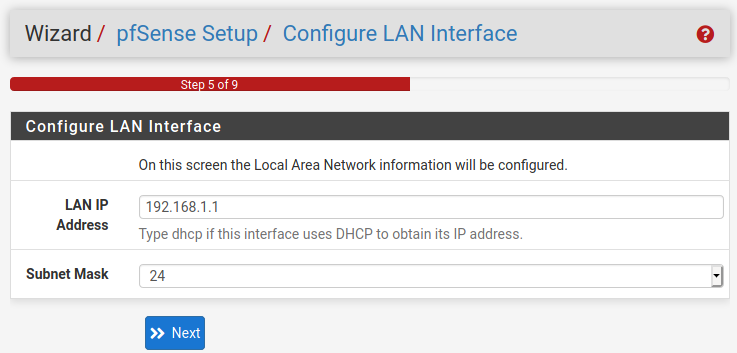 Wizard / pfSense Setup / Configure LAN Interface
Step 5 of 9
Configure LAN Interface
On this screen the Local Area Network information will be configured.
LAN IP Address
192.168.1.1
Type dhcp if this interface uses DHCP to obtain its IP address.
Subnet Mask
24
Next